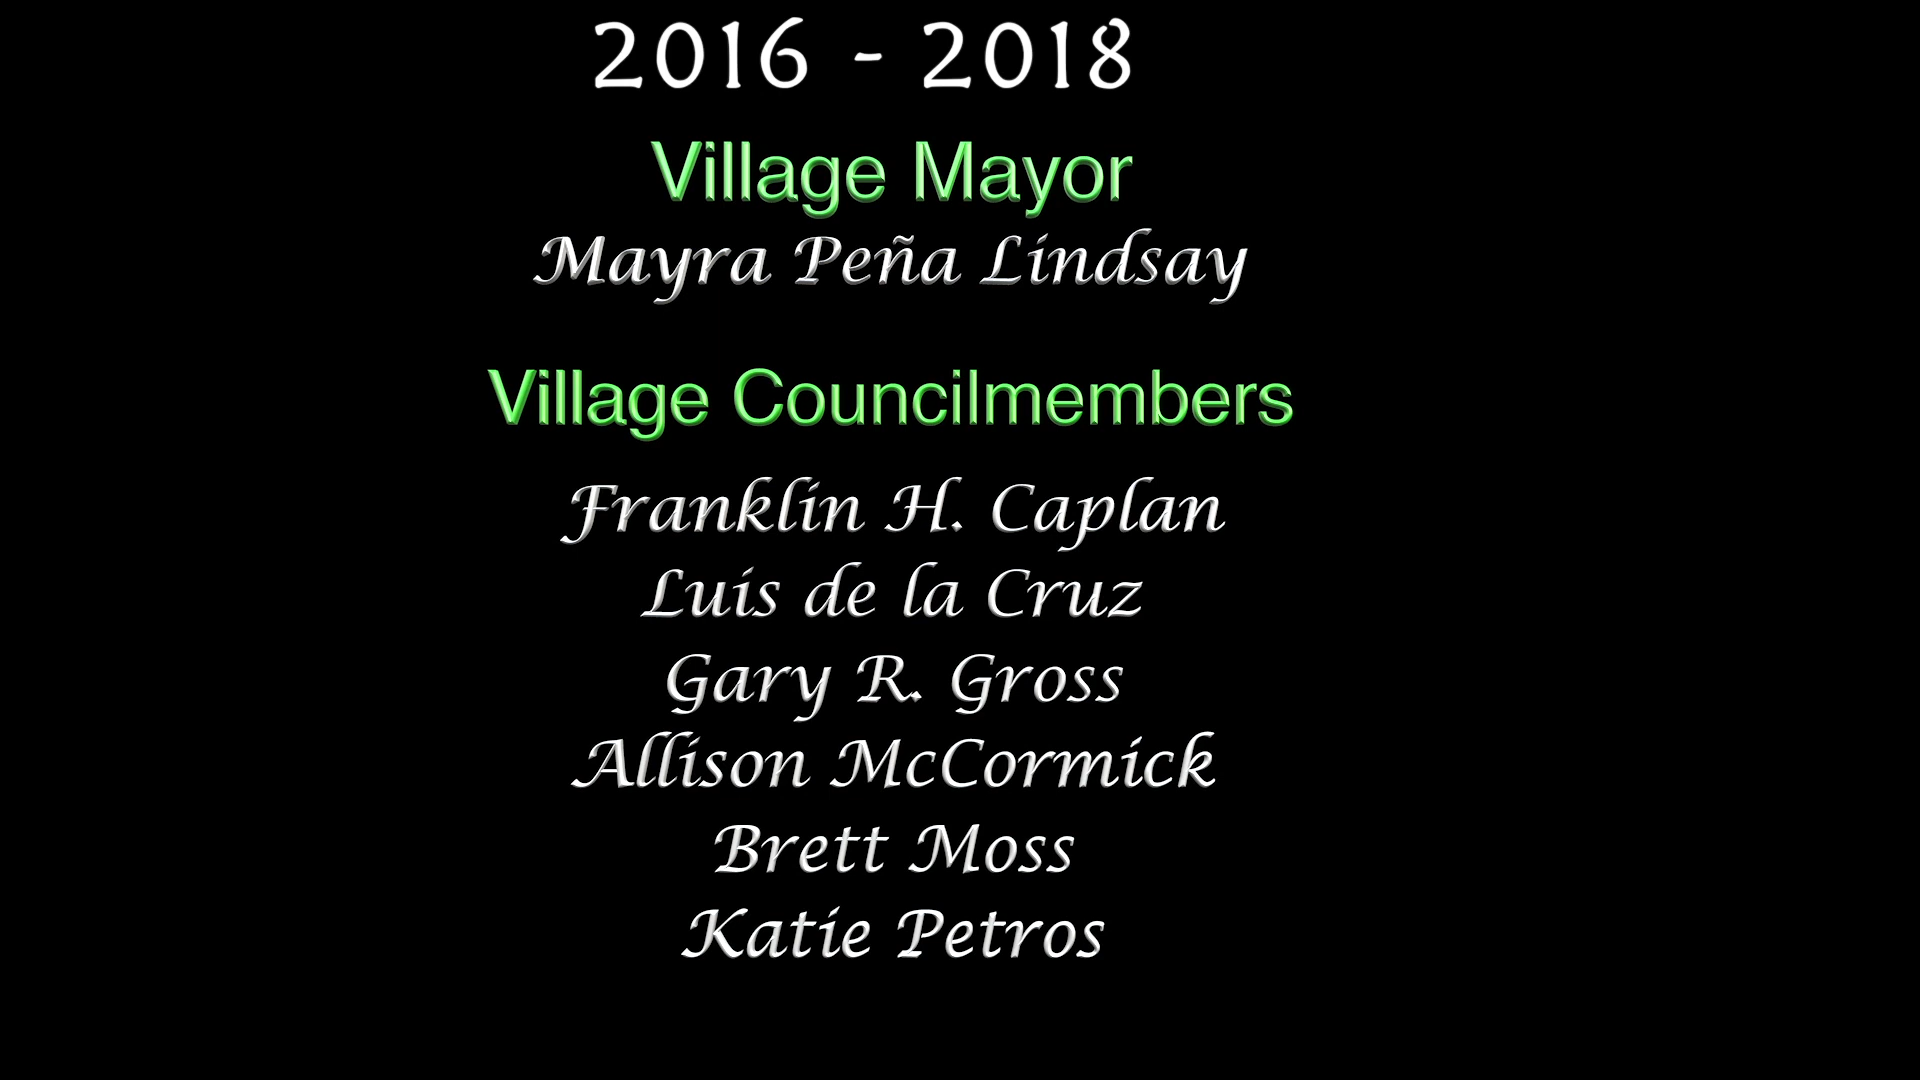 2016 - 2018
Village Mayor
Mayra Peña Lindsay
Village Councilmembers
Franklin H. Caplan
Luis de la Cruz
Gary R. Gross
Allison McCormick
Brett Moss
Katie Petros